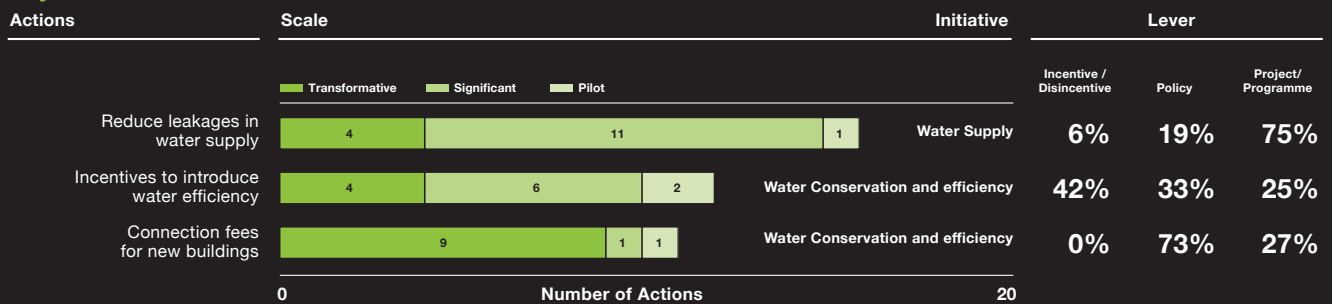 Actions
Scale
Initiative
Lever
Transformative
Significant
Pilot
Incentive /
Disincentive
Policy
Project/
Programme
Reduce leakages in
water supply
4
11
1
Water Supply
6%
19%
75%
Incentives to introduce
water efficiency
4
6
2
Water Conservation and efficiency
42%
33%
25%
Connection fees
for new buildings
9
1
1
Water Conservation and efficiency
0%
73%
27%
0
Number of Actions
20